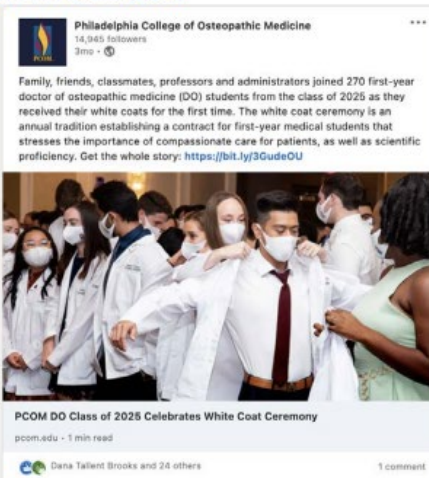 Philadelphia College of Osteopathic Medicine
14,945 followers
3mo •
PCOM
Family, friends, classmates, professors and administrators joined 270 first-year
doctor of osteopathic medicine (DO) students from the class of 2025 as they
received their white coats for the first time. The white coat ceremony is an
annual tradition establishing a contract for first-year medical students that
stresses the importance of compassionate care for patients, as well as scientific
proficiency. Get the whole story: https://bit.ly/3GudeOU
PCOM DO Class of 2025 Celebrates White Coat Ceremony
pcom.edu • 1 min read
Dana Tallent Brooks and 24 others
1 comment